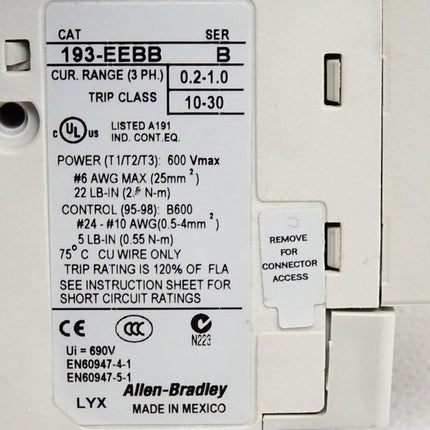 CAT SER
193-EEBB B
CUR. RANGE (3 PH.) 0.2-1.0
TRIP CLASS 10-30
UL US LISTED A191
IND. CONT.EQ.
POWER (T1/T2/T3): 600 Vmax
#6 AWG MAX (25mm²)
22 LB-IN (2. N-m)
CONTROL (95-98): B600
#24 - #10 AWG(0.5-4mm²)
5 LB-IN (0.55 N-m)
75° C CU WIRE ONLY
TRIP RATING IS 120% OF FLA
SEE INSTRUCTION SHEET FOR
SHORT CIRCUIT RATINGS
REMOVE
FOR
CONNECTOR
ACCESS
CE CCC N223
Ui = 690V
EN60947-4-1
EN60947-5-1
Allen-Bradley
LYX MADE IN MEXICO